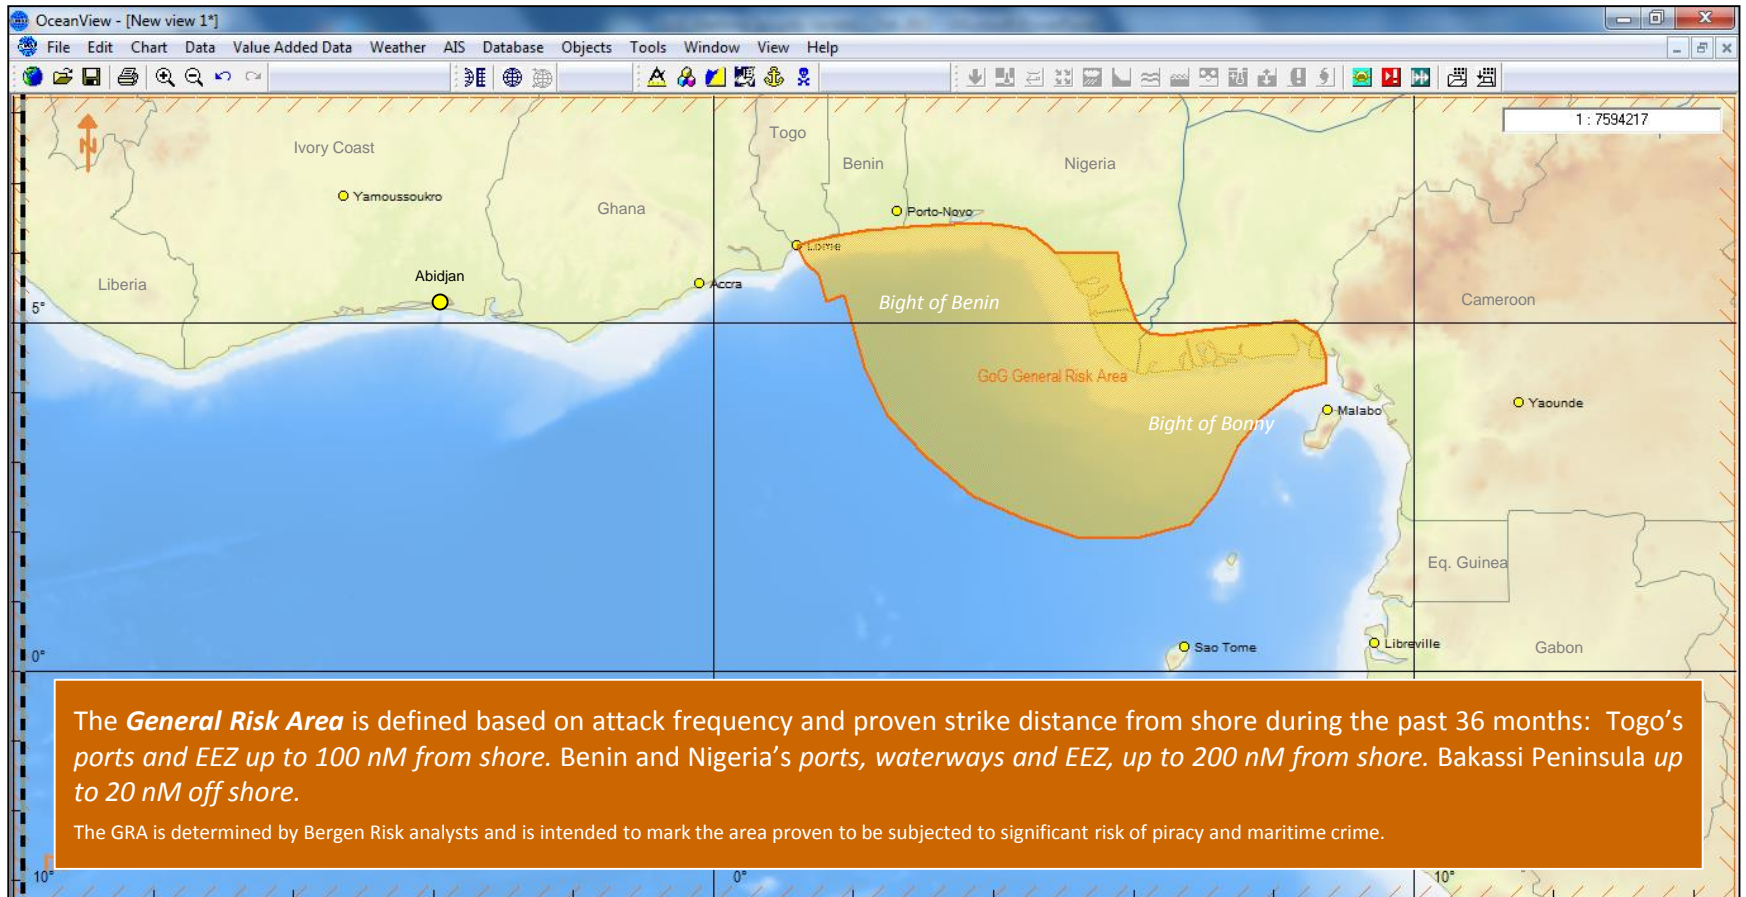 OceanView - [New view 1*]
File Edit Chart Data Value Added Data Weather AIS Database Objects Tools Window View Help
1 : 7594217
N
Togo
Ivory Coast
Benin
Nigeria
Yamoussoukro
Ghana
Porto-Novo
Lome
Liberia
Abidjan
Accra
Bight of Benin
Cameroon
5°
GoG General Risk Area
Malabo
Yaounde
Bight of Bonny
Eq. Guinea
Sao Tome
Libreville
Gabon
0°
The General Risk Area is defined based on attack frequency and proven strike distance from shore during the past 36 months: Togo’s
ports and EEZ up to 100 nM from shore. Benin and Nigeria’s ports, waterways and EEZ, up to 200 nM from shore. Bakassi Peninsula up
to 20 nM off shore.
The GRA is determined by Bergen Risk analysts and is intended to mark the area proven to be subjected to significant risk of piracy and maritime crime.
10°
0°
10°